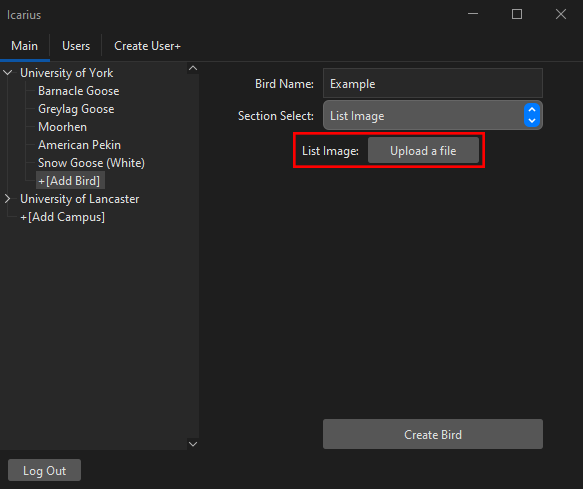 Icarius
Main Users Create User+
University of York
Barnacle Goose
Greylag Goose
Moorhen
American Pekin
Snow Goose (White)
+[Add Bird]
University of Lancaster
+[Add Campus]
Bird Name: Example
Section Select: List Image
List Image: Upload a file
Create Bird
Log Out